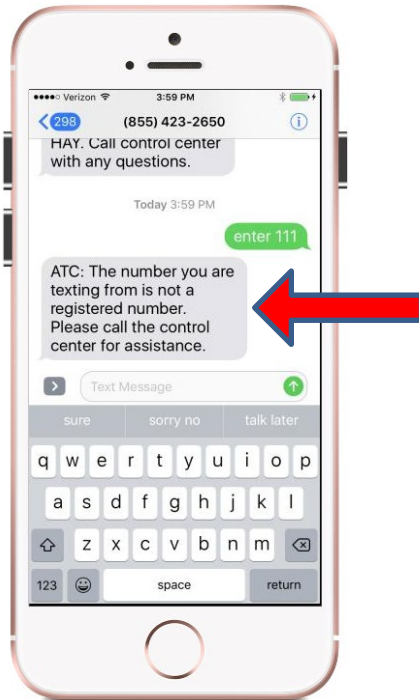 Verizon 3:59 PM
298 (855) 423-2650
HAY. Call control center
with any questions.
Today 3:59 PM
enter 111
ATC: The number you are
texting from is not a
registered number.
Please call the control
center for assistance.
Text Message
sure sorry no talk later
q w e r t y u i o p
a s d f g h j k l
z x c v b n m
123 space return